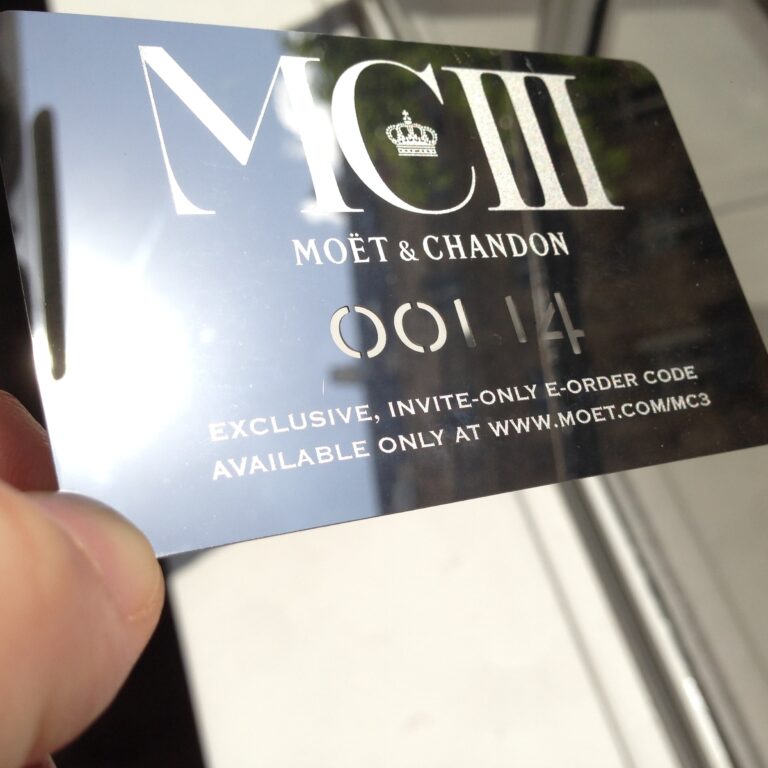 MCIII
MOËT & CHANDON
EXCLUSIVE, INVITE-ONLY E-ORDER CODE
AVAILABLE ONLY AT WWW.MOET.COM/MC3